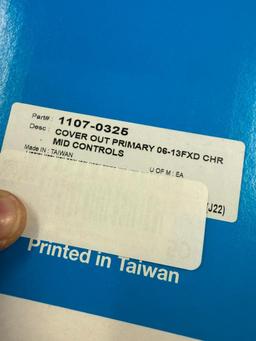 Part# : 1107-0325
Desc : COVER OUT PRIMARY 06-13FXD CHR
MID CONTROLS
Made IN : TAIWAN
U OF M : EA
(J22)
Printed in Taiwan